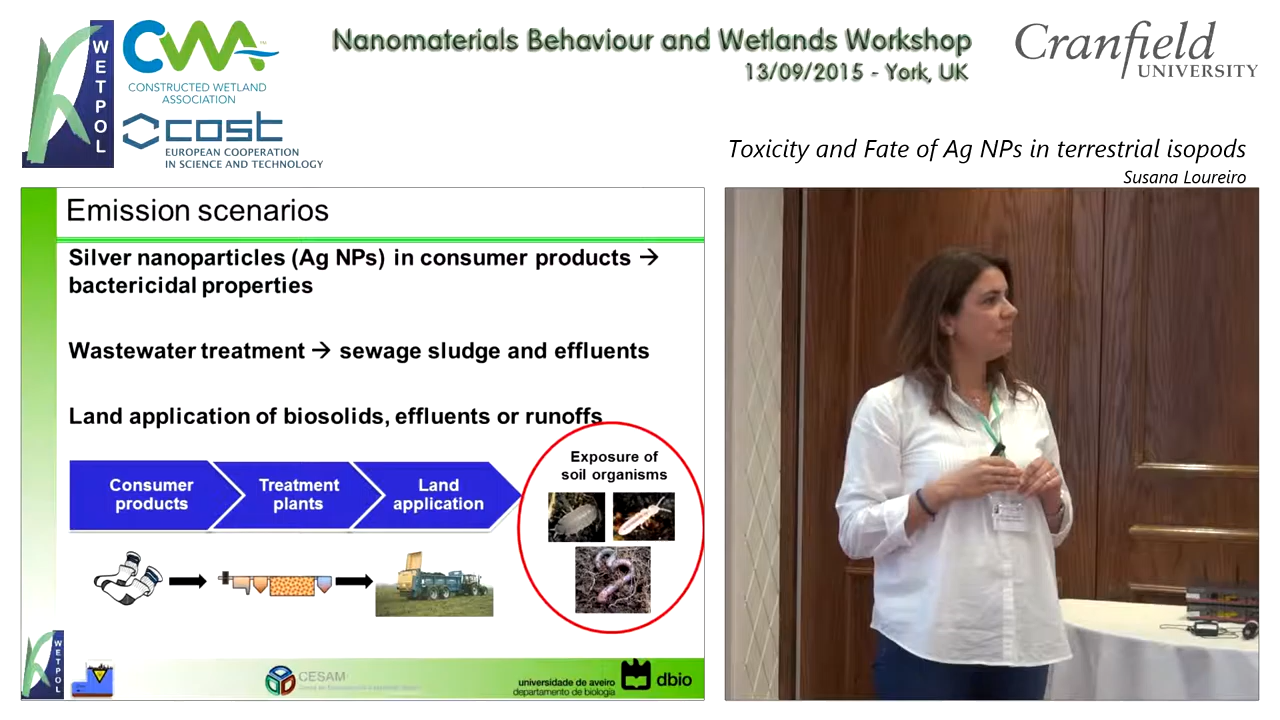 WETPOL
CWA
CONSTRUCTED WETLAND
ASSOCIATION
cost
EUROPEAN COOPERATION
IN SCIENCE AND TECHNOLOGY
Nanomaterials Behaviour and Wetlands Workshop
13/09/2015 - York, UK
Cranfield
UNIVERSITY
Toxicity and Fate of Ag NPs in terrestrial isopods
Susana Loureiro
Emission scenarios
Silver nanoparticles (Ag NPs) in consumer products →
bactericidal properties
Wastewater treatment → sewage sludge and effluents
Land application of biosolids, effluents or runoffs
Exposure of
soil organisms
Consumer
products
Treatment
plants
Land
application
WETPOL
CESAM
universidade de aveiro
departamento de biologia
dbio